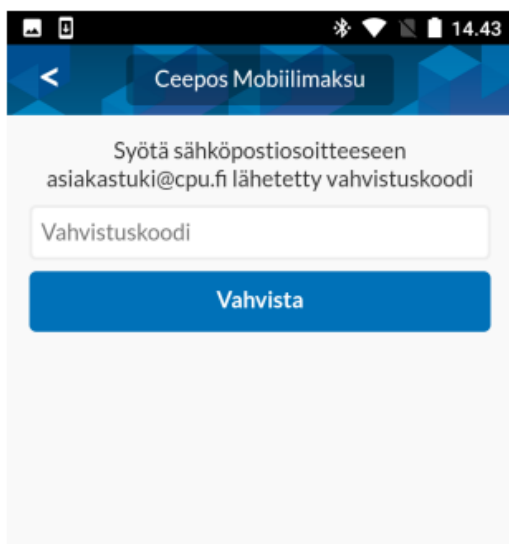 14.43
<
Ceepos Mobiilimaksu
Syötä sähköpostiosoitteeseen
asiakastuki@cpu.fi lähetetty vahvistuskoodi
Vahvistuskoodi
Vahvista